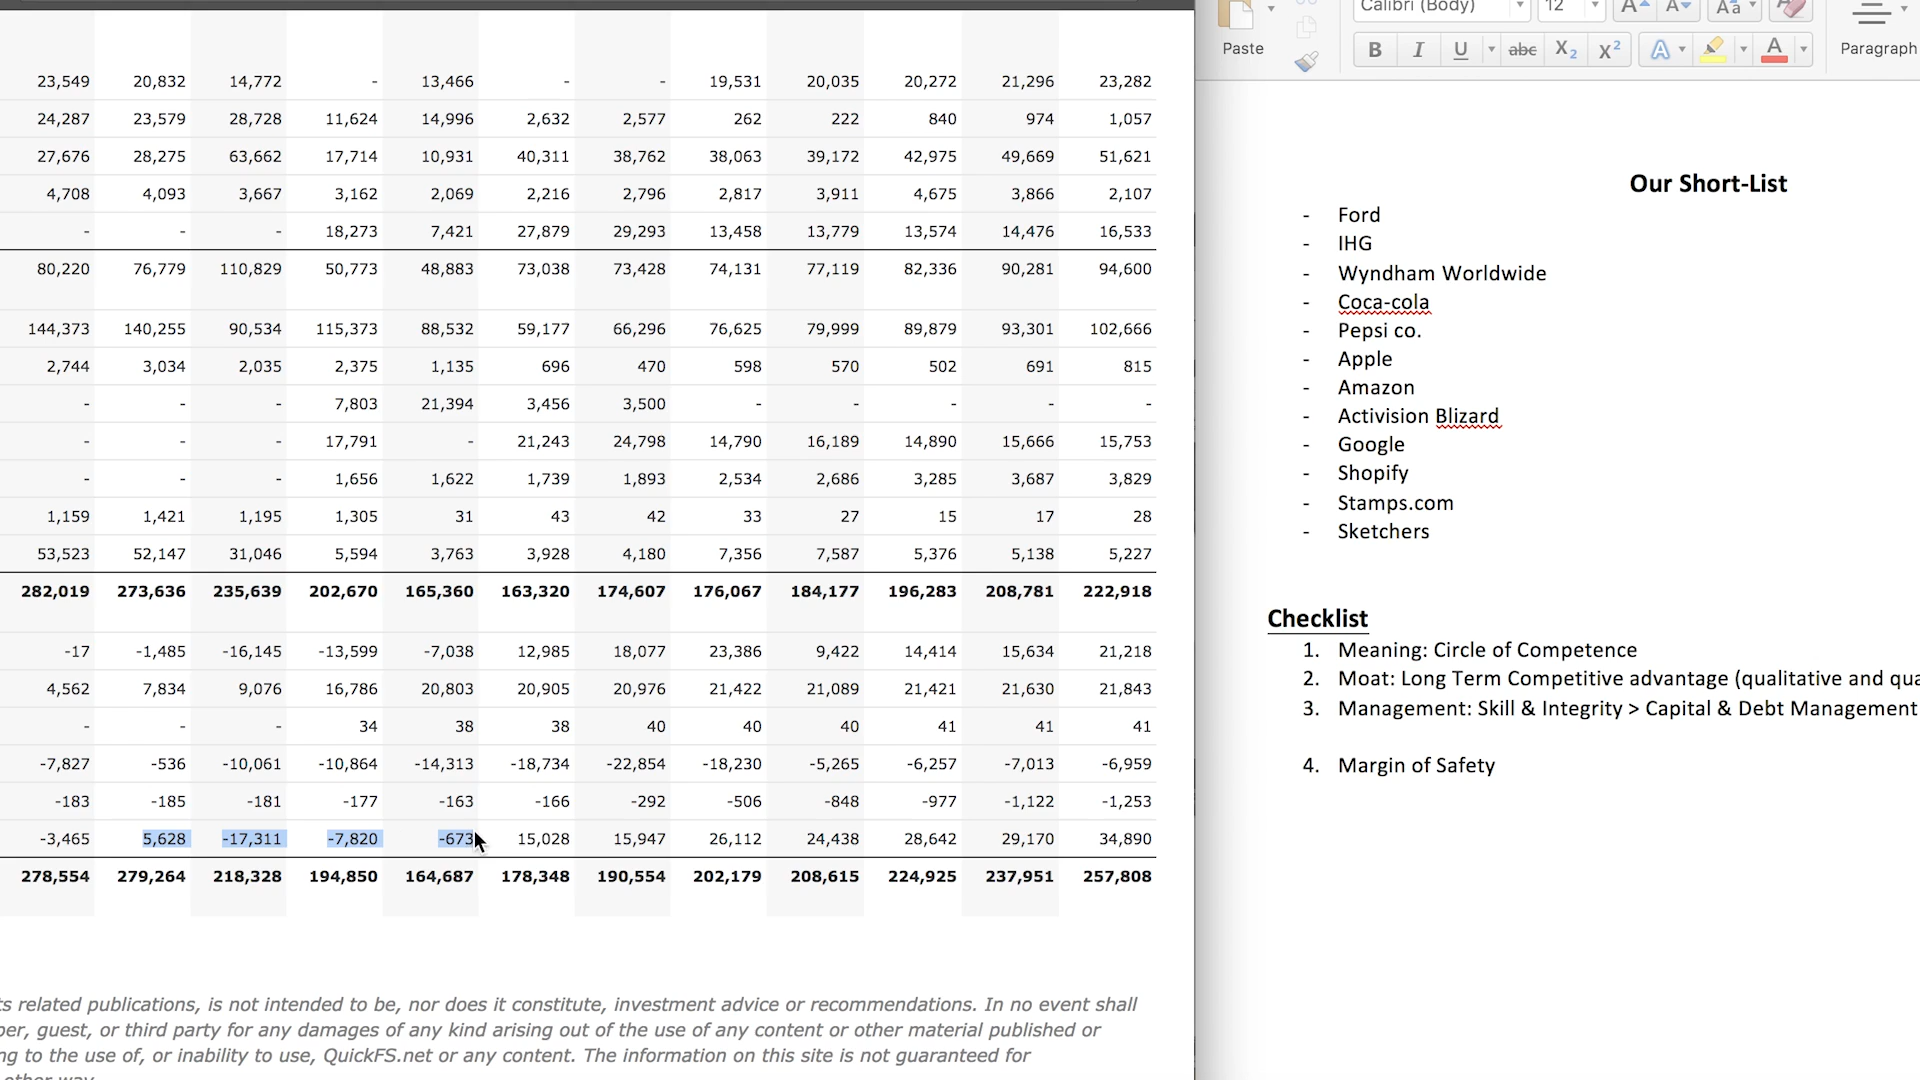 Calibri (Body) 12 A A Aa
Paste B I U abc X2 X2 A A Paragraph
23,549 20,832 14,772 - 13,466 - - 19,531 20,035 20,272 21,296 23,282
24,287 23,579 28,728 11,624 14,996 2,632 2,577 262 222 840 974 1,057
27,676 28,275 63,662 17,714 10,931 40,311 38,762 38,063 39,172 42,975 49,669 51,621
4,708 4,093 3,667 3,162 2,069 2,216 2,796 2,817 3,911 4,675 3,866 2,107
- - - 18,273 7,421 27,879 29,293 13,458 13,779 13,574 14,476 16,533
80,220 76,779 110,829 50,773 48,883 73,038 73,428 74,131 77,119 82,336 90,281 94,600
144,373 140,255 90,534 115,373 88,532 59,177 66,296 76,625 79,999 89,879 93,301 102,666
2,744 3,034 2,035 2,375 1,135 696 470 598 570 502 691 815
- - - 7,803 21,394 3,456 3,500 - - - - -
- - - 17,791 - 21,243 24,798 14,790 16,189 14,890 15,666 15,753
- - - 1,656 1,622 1,739 1,893 2,534 2,686 3,285 3,687 3,829
1,159 1,421 1,195 1,305 31 43 42 33 27 15 17 28
53,523 52,147 31,046 5,594 3,763 3,928 4,180 7,356 7,587 5,376 5,138 5,227
282,019 273,636 235,639 202,670 165,360 163,320 174,607 176,067 184,177 196,283 208,781 222,918
-17 -1,485 -16,145 -13,599 -7,038 12,985 18,077 23,386 9,422 14,414 15,634 21,218
4,562 7,834 9,076 16,786 20,803 20,905 20,976 21,422 21,089 21,421 21,630 21,843
- - - 34 38 38 40 40 40 41 41 41
-7,827 -536 -10,061 -10,864 -14,313 -18,734 -22,854 -18,230 -5,265 -6,257 -7,013 -6,959
-183 -185 -181 -177 -163 -166 -292 -506 -848 -977 -1,122 -1,253
-3,465 5,628 -17,311 -7,820 -673 15,028 15,947 26,112 24,438 28,642 29,170 34,890
278,554 279,264 218,328 194,850 164,687 178,348 190,554 202,179 208,615 224,925 237,951 257,808
ts related publications, is not intended to be, nor does it constitute, investment advice or recommendations. In no event shall
ber, guest, or third party for any damages of any kind arising out of the use of any content or other material published or
ng to the use of, or inability to use, QuickFS.net or any content. The information on this site is not guaranteed for
other way
Our Short-List
- Ford
- IHG
- Wyndham Worldwide
- Coca-cola
- Pepsi co.
- Apple
- Amazon
- Activision Blizard
- Google
- Shopify
- Stamps.com
- Sketchers
Checklist
1. Meaning: Circle of Competence
2. Moat: Long Term Competitive advantage (qualitative and qua
3. Management: Skill & Integrity > Capital & Debt Management
4. Margin of Safety